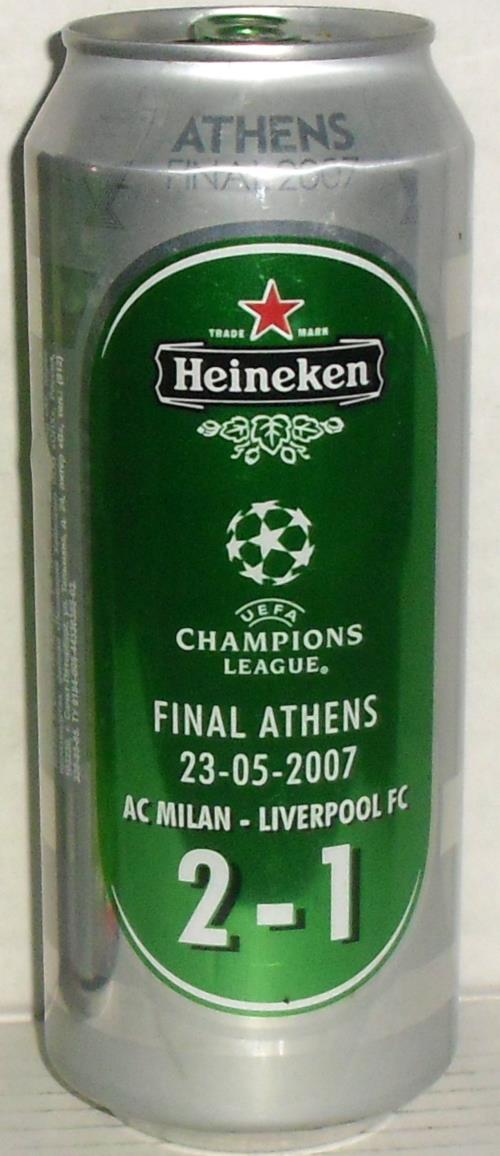 ATHENS
FINAL 2007
TRADE MARK
Heineken
UEFA
CHAMPIONS
LEAGUE®
FINAL ATHENS
23-05-2007
AC MILAN - LIVERPOOL FC
2 - 1